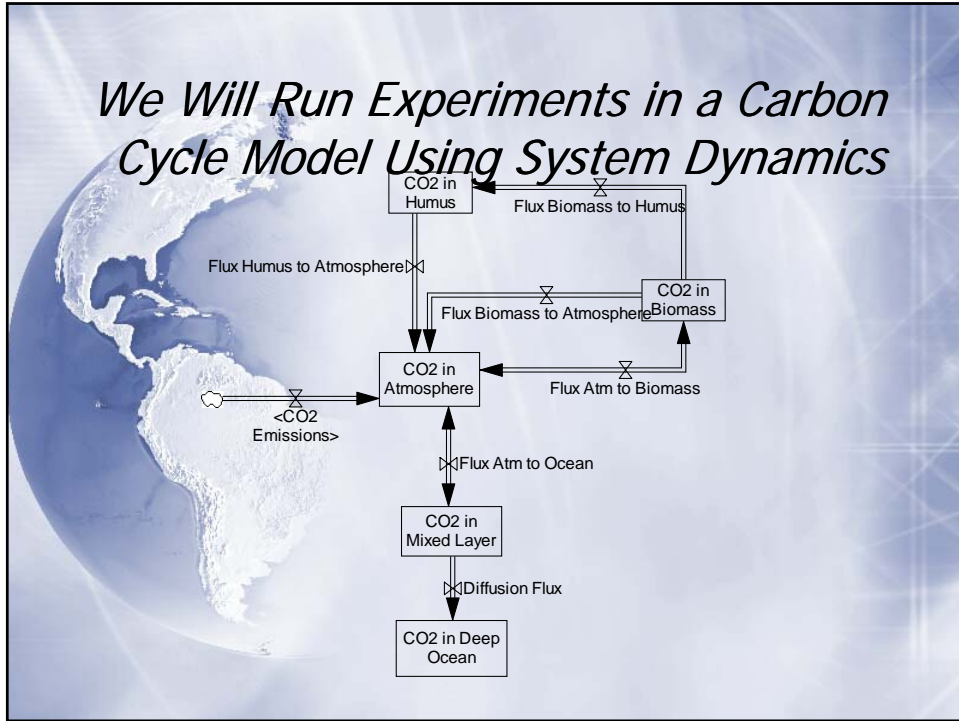 We Will Run Experiments in a Carbon
Cycle Model Using System Dynamics
CO2 in
Humus
Flux Biomass to Humus
Flux Humus to Atmosphere
CO2 in
Biomass
Flux Biomass to Atmosphere
CO2 in
Atmosphere
Flux Atm to Biomass
<CO2
Emissions>
Flux Atm to Ocean
CO2 in
Mixed Layer
Diffusion Flux
CO2 in Deep
Ocean